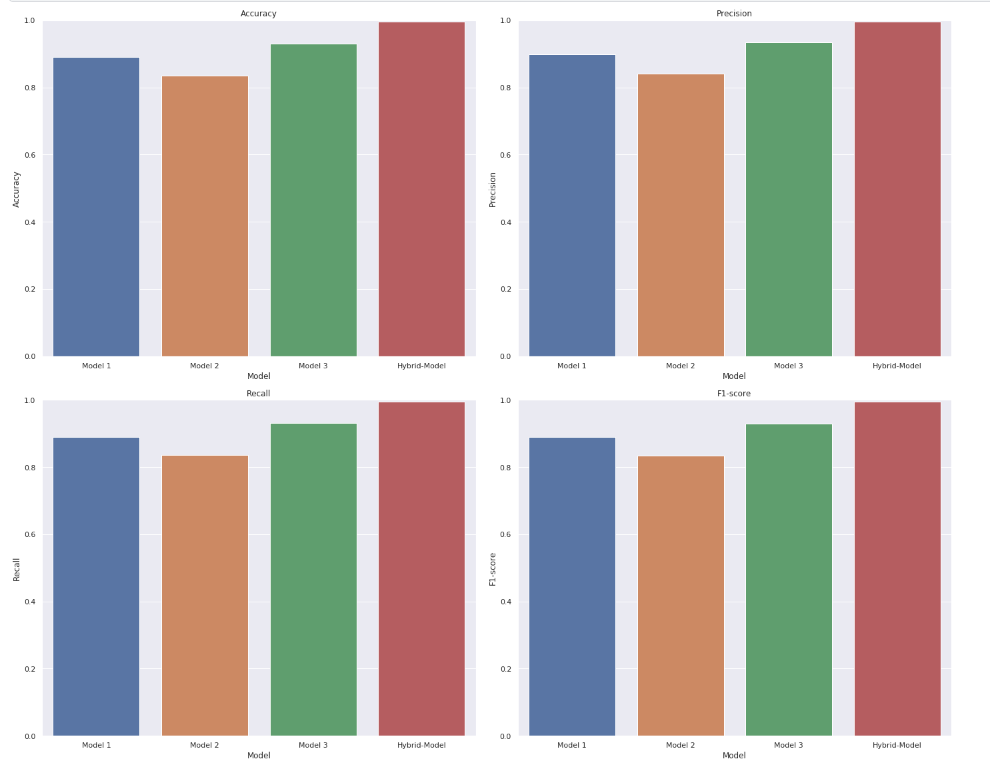 Accuracy
1.0
0.8
0.6
0.4
0.2
0.0
Accuracy
Model 1
Model 2
Model 3
Hybrid-Model
Model
Precision
1.0
0.8
0.6
0.4
0.2
0.0
Precision
Model 1
Model 2
Model 3
Hybrid-Model
Model
Recall
1.0
0.8
0.6
0.4
0.2
0.0
Recall
Model 1
Model 2
Model 3
Hybrid-Model
Model
F1-score
1.0
0.8
0.6
0.4
0.2
0.0
F1-score
Model 1
Model 2
Model 3
Hybrid-Model
Model